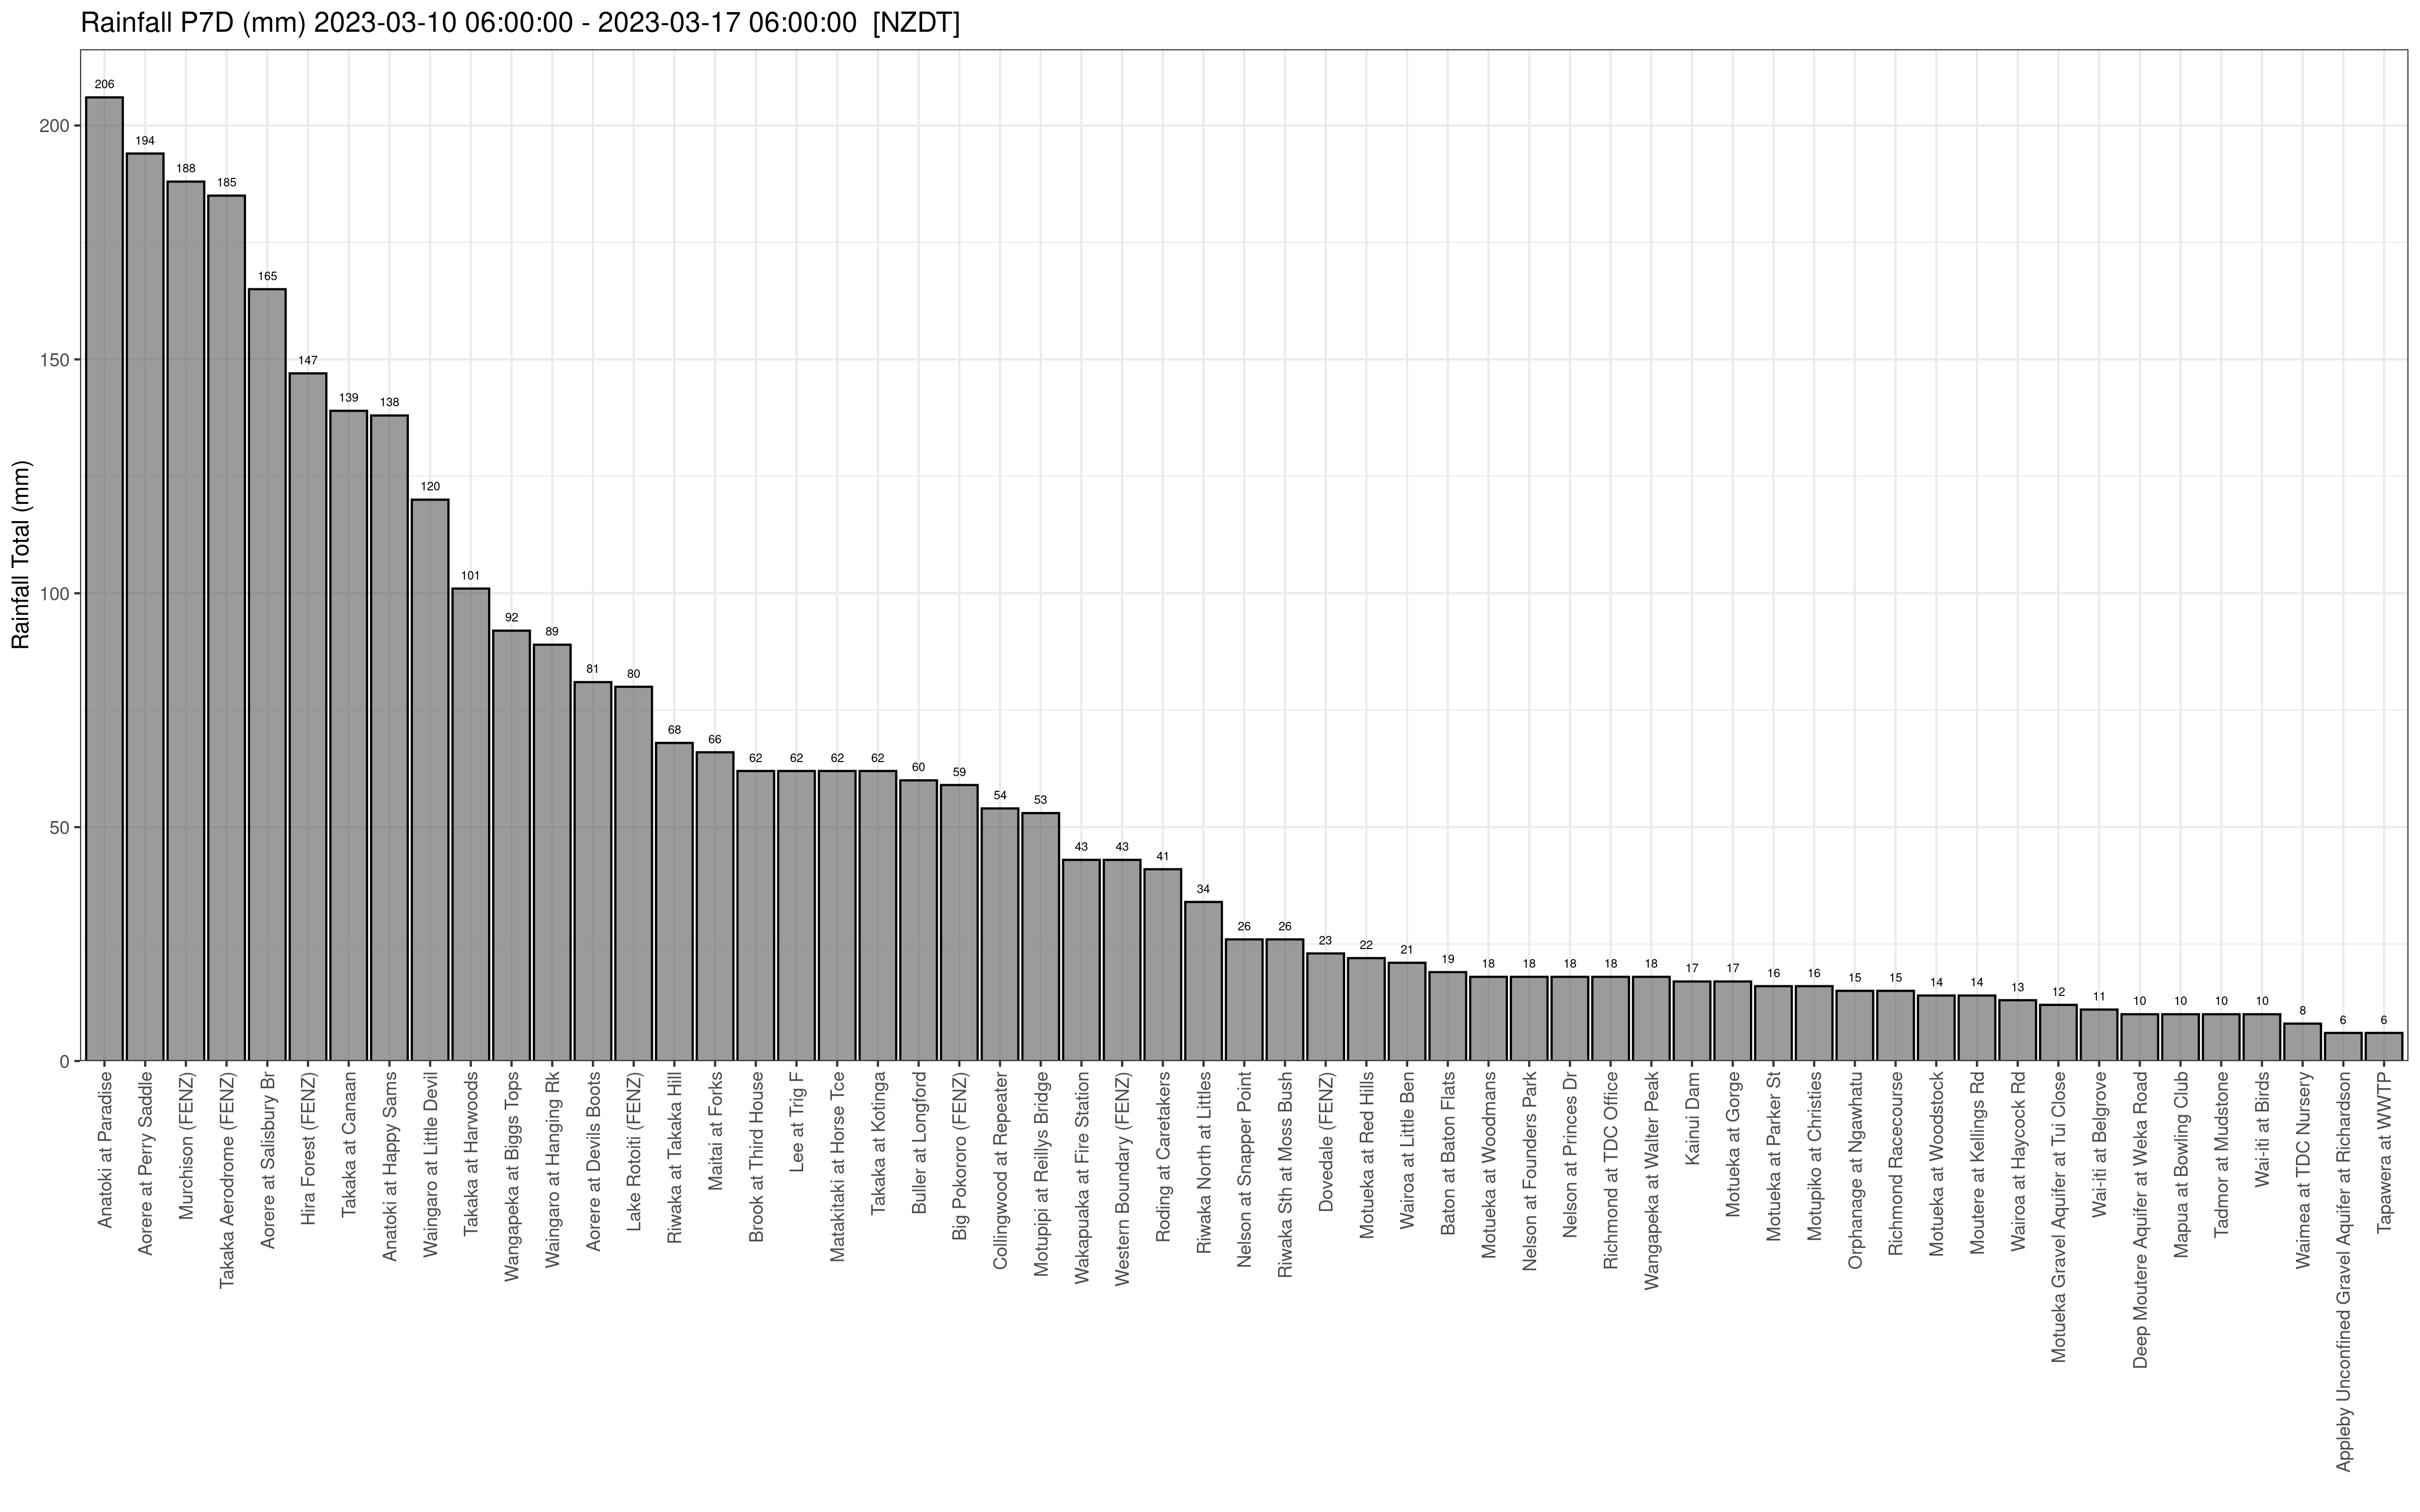 Rainfall P7D (mm) 2023-03-10 06:00:00 - 2023-03-17 06:00:00  [NZDT]
Rainfall Total (mm)
200
150
100
50
0
206
194
188
185
165
147
139
138
120
101
92
89
81
80
68
66
62
62
62
62
60
59
54
53
43
43
41
34
26
26
23
22
21
19
18
18
18
18
18
17
17
16
16
15
15
14
14
13
12
11
10
10
10
10
8
6
6
Anatoki at Paradise
Aorere at Perry Saddle
Murchison (FENZ)
Takaka Aerodrome (FENZ)
Aorere at Salisbury Br
Hira Forest (FENZ)
Takaka at Canaan
Anatoki at Happy Sams
Waingaro at Little Devil
Takaka at Harwoods
Wangapeka at Biggs Tops
Waingaro at Hanging Rk
Aorere at Devils Boots
Lake Rotoiti (FENZ)
Riwaka at Takaka Hill
Maitai at Forks
Brook at Third House
Lee at Trig F
Matakitaki at Horse Tce
Takaka at Kotinga
Buller at Longford
Big Pokororo (FENZ)
Collingwood at Repeater
Motupipi at Reillys Bridge
Wakapuaka at Fire Station
Western Boundary (FENZ)
Roding at Caretakers
Riwaka North at Littles
Nelson at Snapper Point
Riwaka Sth at Moss Bush
Dovedale (FENZ)
Motueka at Red Hills
Wairoa at Little Ben
Baton at Baton Flats
Motueka at Woodmans
Nelson at Founders Park
Nelson at Princes Dr
Richmond at TDC Office
Wangapeka at Walter Peak
Kainui Dam
Motueka at Gorge
Motueka at Parker St
Motupiko at Christies
Orphanage at Ngawhatu
Richmond Racecourse
Motueka at Woodstock
Moutere at Kellings Rd
Wairoa at Haycock Rd
Motueka Gravel Aquifer at Tui Close
Wai-iti at Belgrove
Deep Moutere Aquifer at Weka Road
Mapua at Bowling Club
Tadmor at Mudstone
Wai-iti at Birds
Waimea at TDC Nursery
Appleby Unconfined Gravel Aquifer at Richardson
Tapawera at WWTP